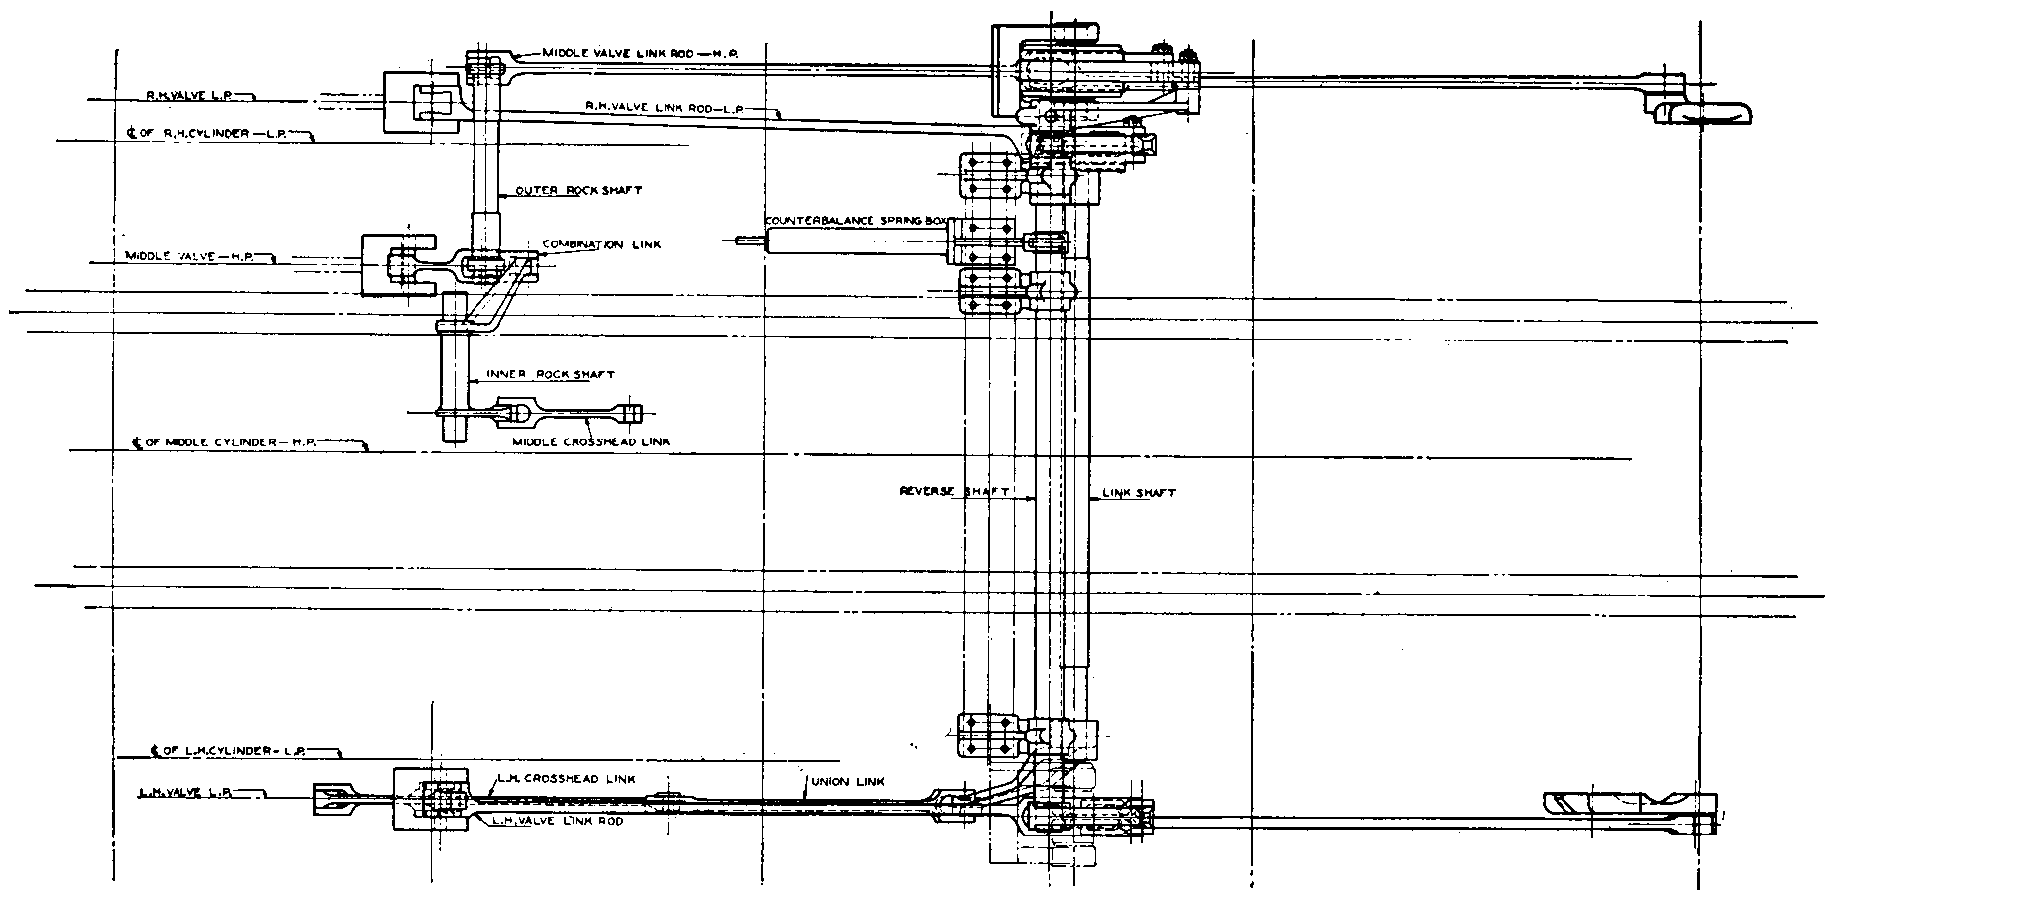 MIDDLE VALVE LINK ROD — H.P.
R.H. VALVE L.P.
R.H. VALVE LINK ROD — L.P.
℄ OF R.H. CYLINDER — L.P.
OUTER ROCK SHAFT
COUNTERBALANCE SPRING BOX
COMBINATION LINK
MIDDLE VALVE — H.P.
INNER ROCK SHAFT
℄ OF MIDDLE CYLINDER — H.P.
MIDDLE CROSSHEAD LINK
REVERSE SHAFT
LINK SHAFT
℄ OF L.H. CYLINDER - L.P.
L.H. CROSSHEAD LINK
UNION LINK
L.H. VALVE L.P.
L.H. VALVE LINK ROD